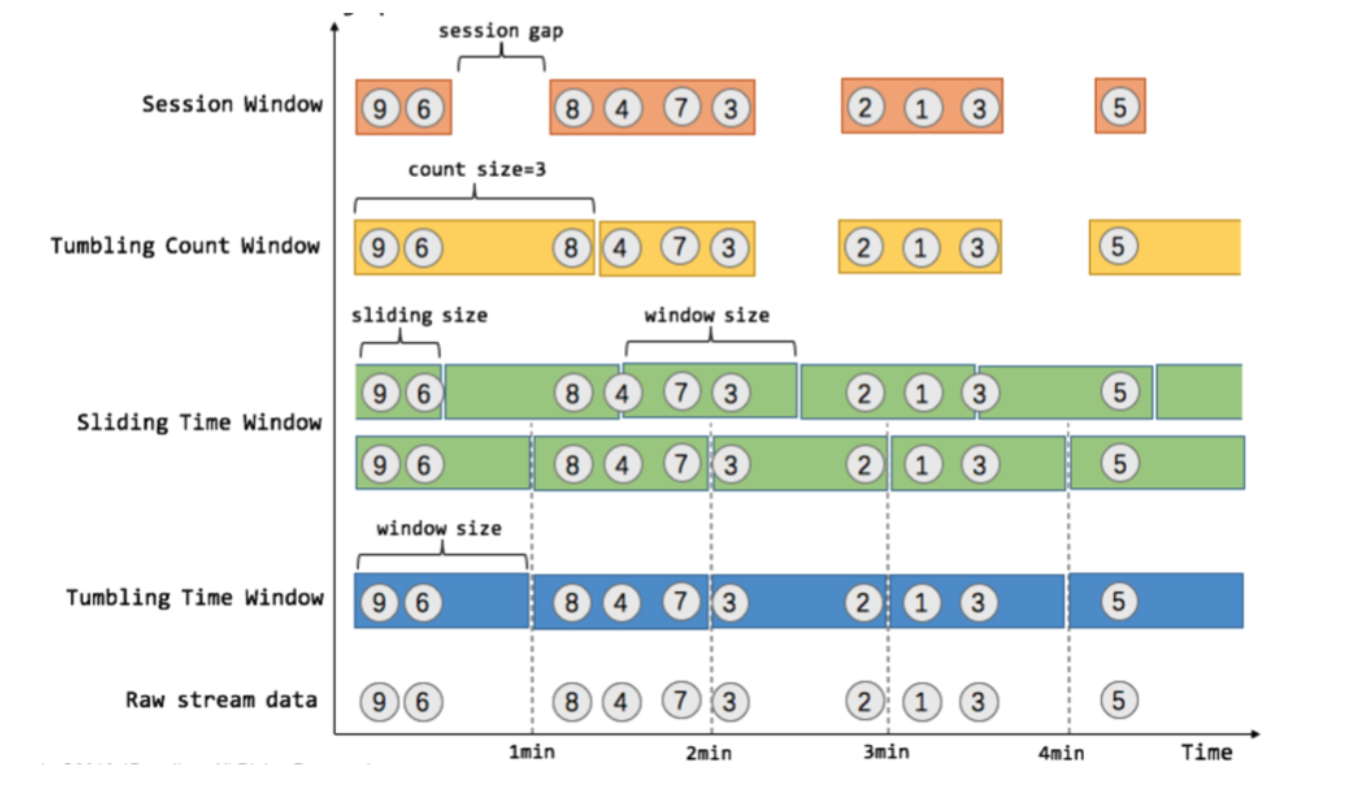 session gap
Session Window 9 6 8 4 7 3 2 1 3 5
count size=3
Tumbling Count Window 9 6 8 4 7 3 2 1 3 5
sliding size window size
9 6 8 4 7 3 2 1 3 5
Sliding Time Window
9 6 8 4 7 3 2 1 3 5
window size
Tumbling Time Window 9 6 8 4 7 3 2 1 3 5
Raw stream data 9 6 8 4 7 3 2 1 3 5
1min 2min 3min 4min Time